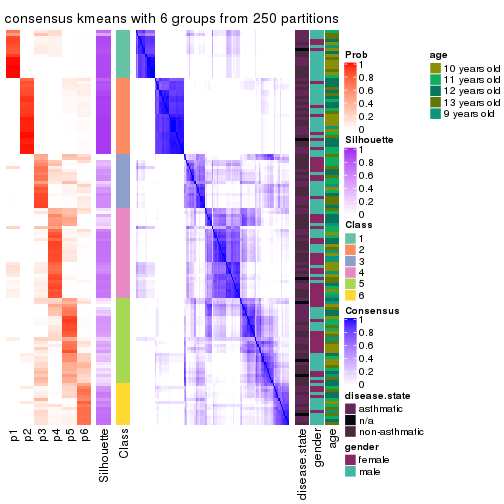 consensus kmeans with 6 groups from 250 partitions
Prob
1
0.8
0.6
0.4
0.2
0
age
10 years old
11 years old
12 years old
13 years old
9 years old
Silhouette
1
0.8
0.6
0.4
0.2
0
Class
1
2
3
4
5
6
Consensus
1
0.8
0.6
0.4
0.2
0
disease.state
asthmatic
n/a
non-asthmatic
gender
female
male
p1
p2
p3
p4
p5
p6
Silhouette
Class
disease.state
gender
age